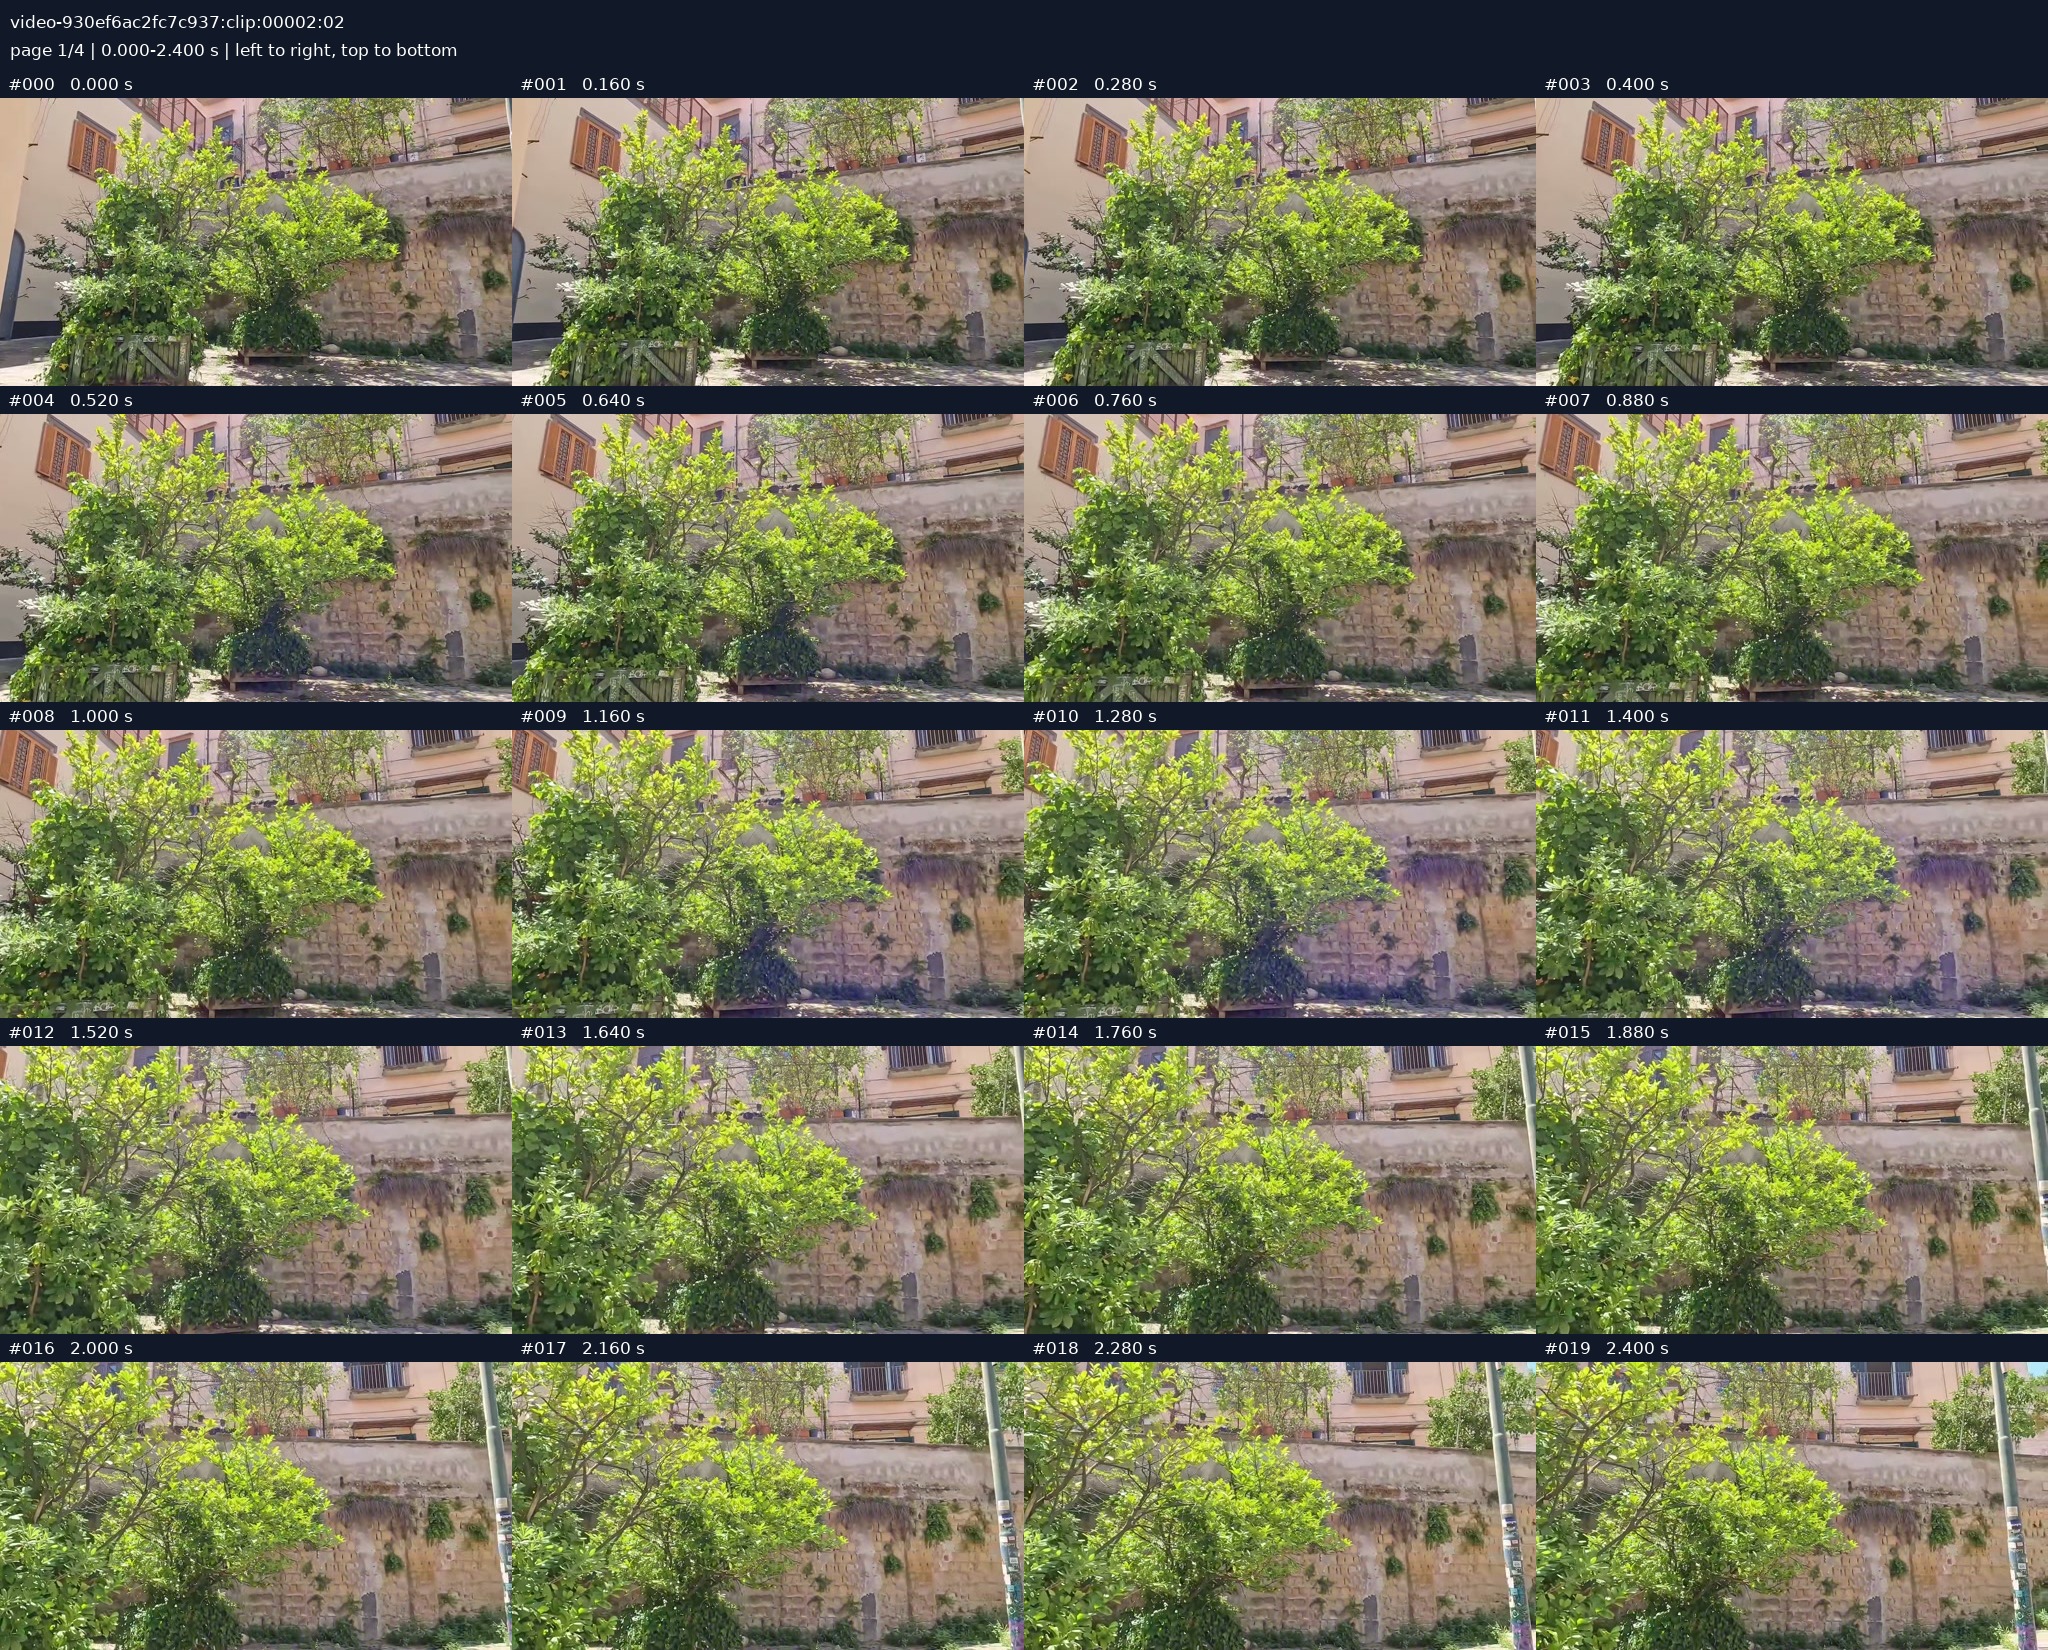 video-930ef6ac2fc7c937:clip:00002:02
page 1/4 | 0.000-2.400 s | left to right, top to bottom
#000 0.000 s
#001 0.160 s
#002 0.280 s
#003 0.400 s
#004 0.520 s
#005 0.640 s
#006 0.760 s
#007 0.880 s
#008 1.000 s
#009 1.160 s
#010 1.280 s
#011 1.400 s
#012 1.520 s
#013 1.640 s
#014 1.760 s
#015 1.880 s
#016 2.000 s
#017 2.160 s
#018 2.280 s
#019 2.400 s